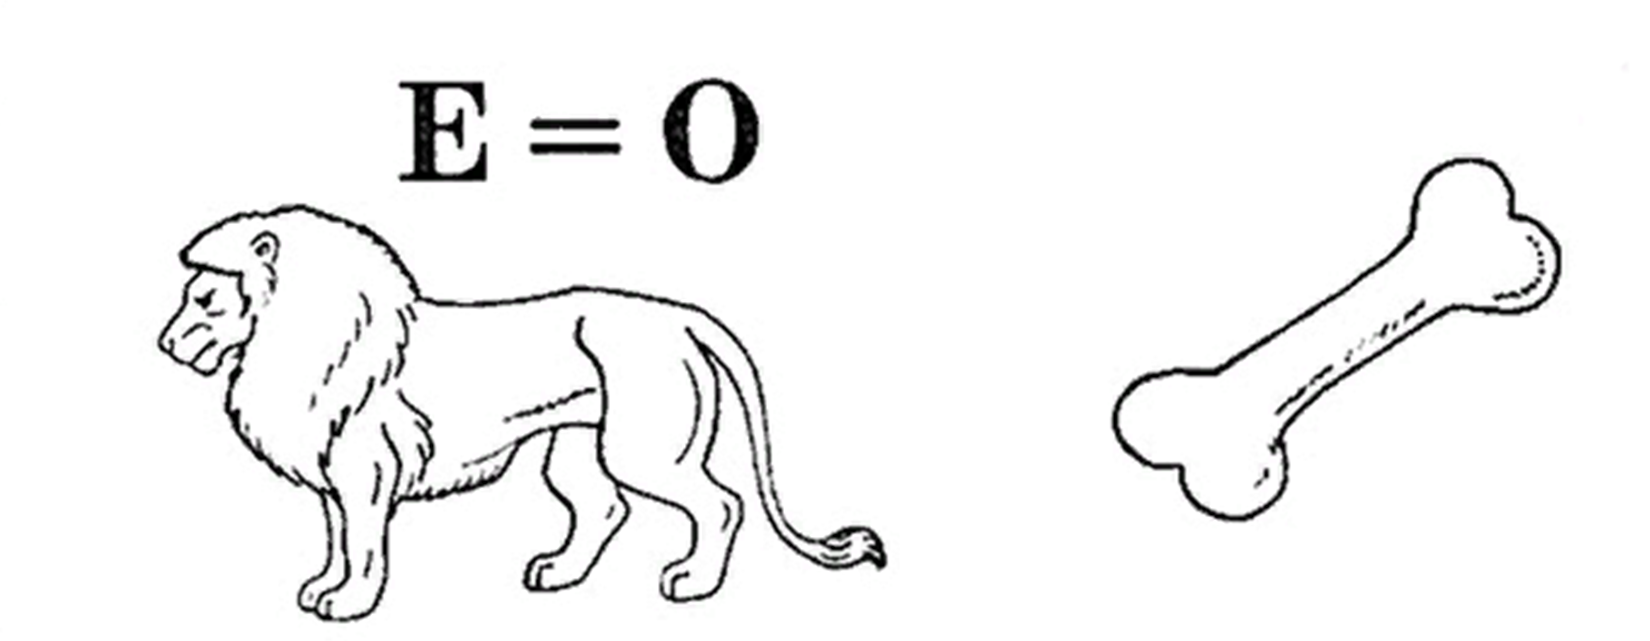 E = O